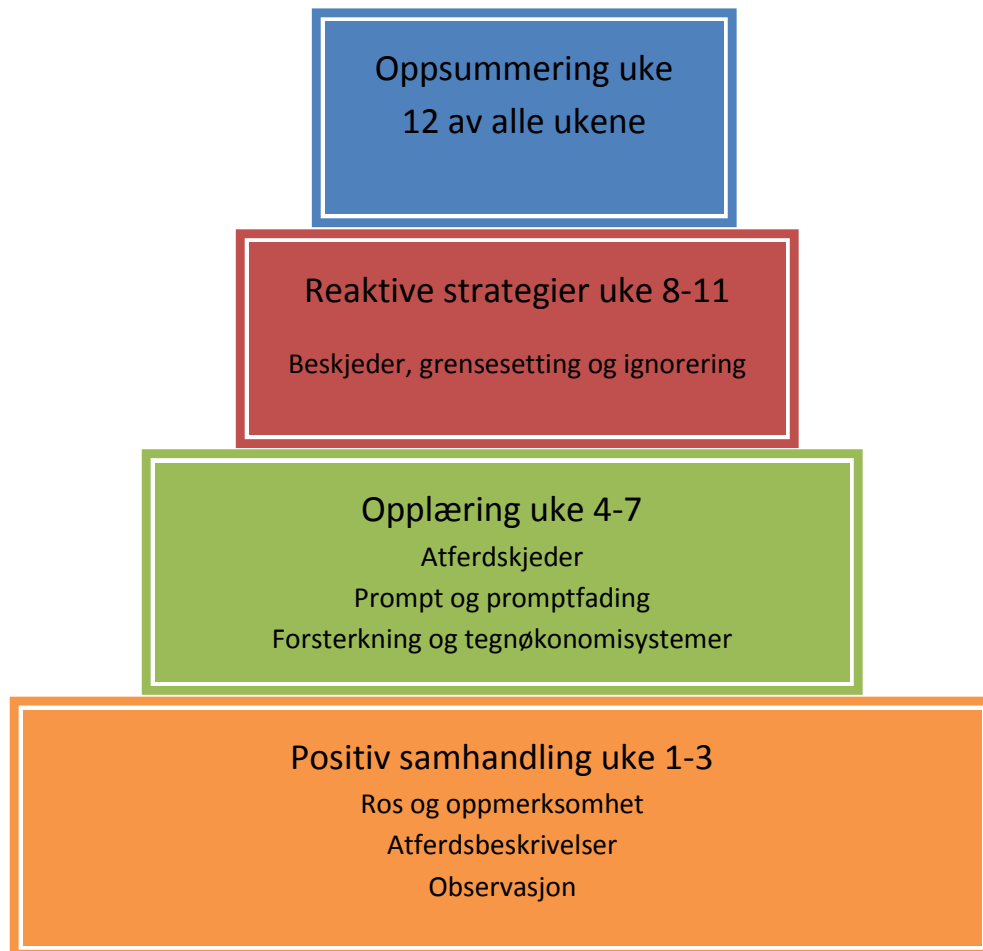 Oppsummering uke
12 av alle ukene
Reaktive strategier uke 8-11
Beskjeder, grensesetting og ignorering
Opplæring uke 4-7
Atferdskjeder
Prompt og promptfading
Forsterkning og tegnøkonomisystemer
Positiv samhandling uke 1-3
Ros og oppmerksomhet
Atferdsbeskrivelser
Observasjon